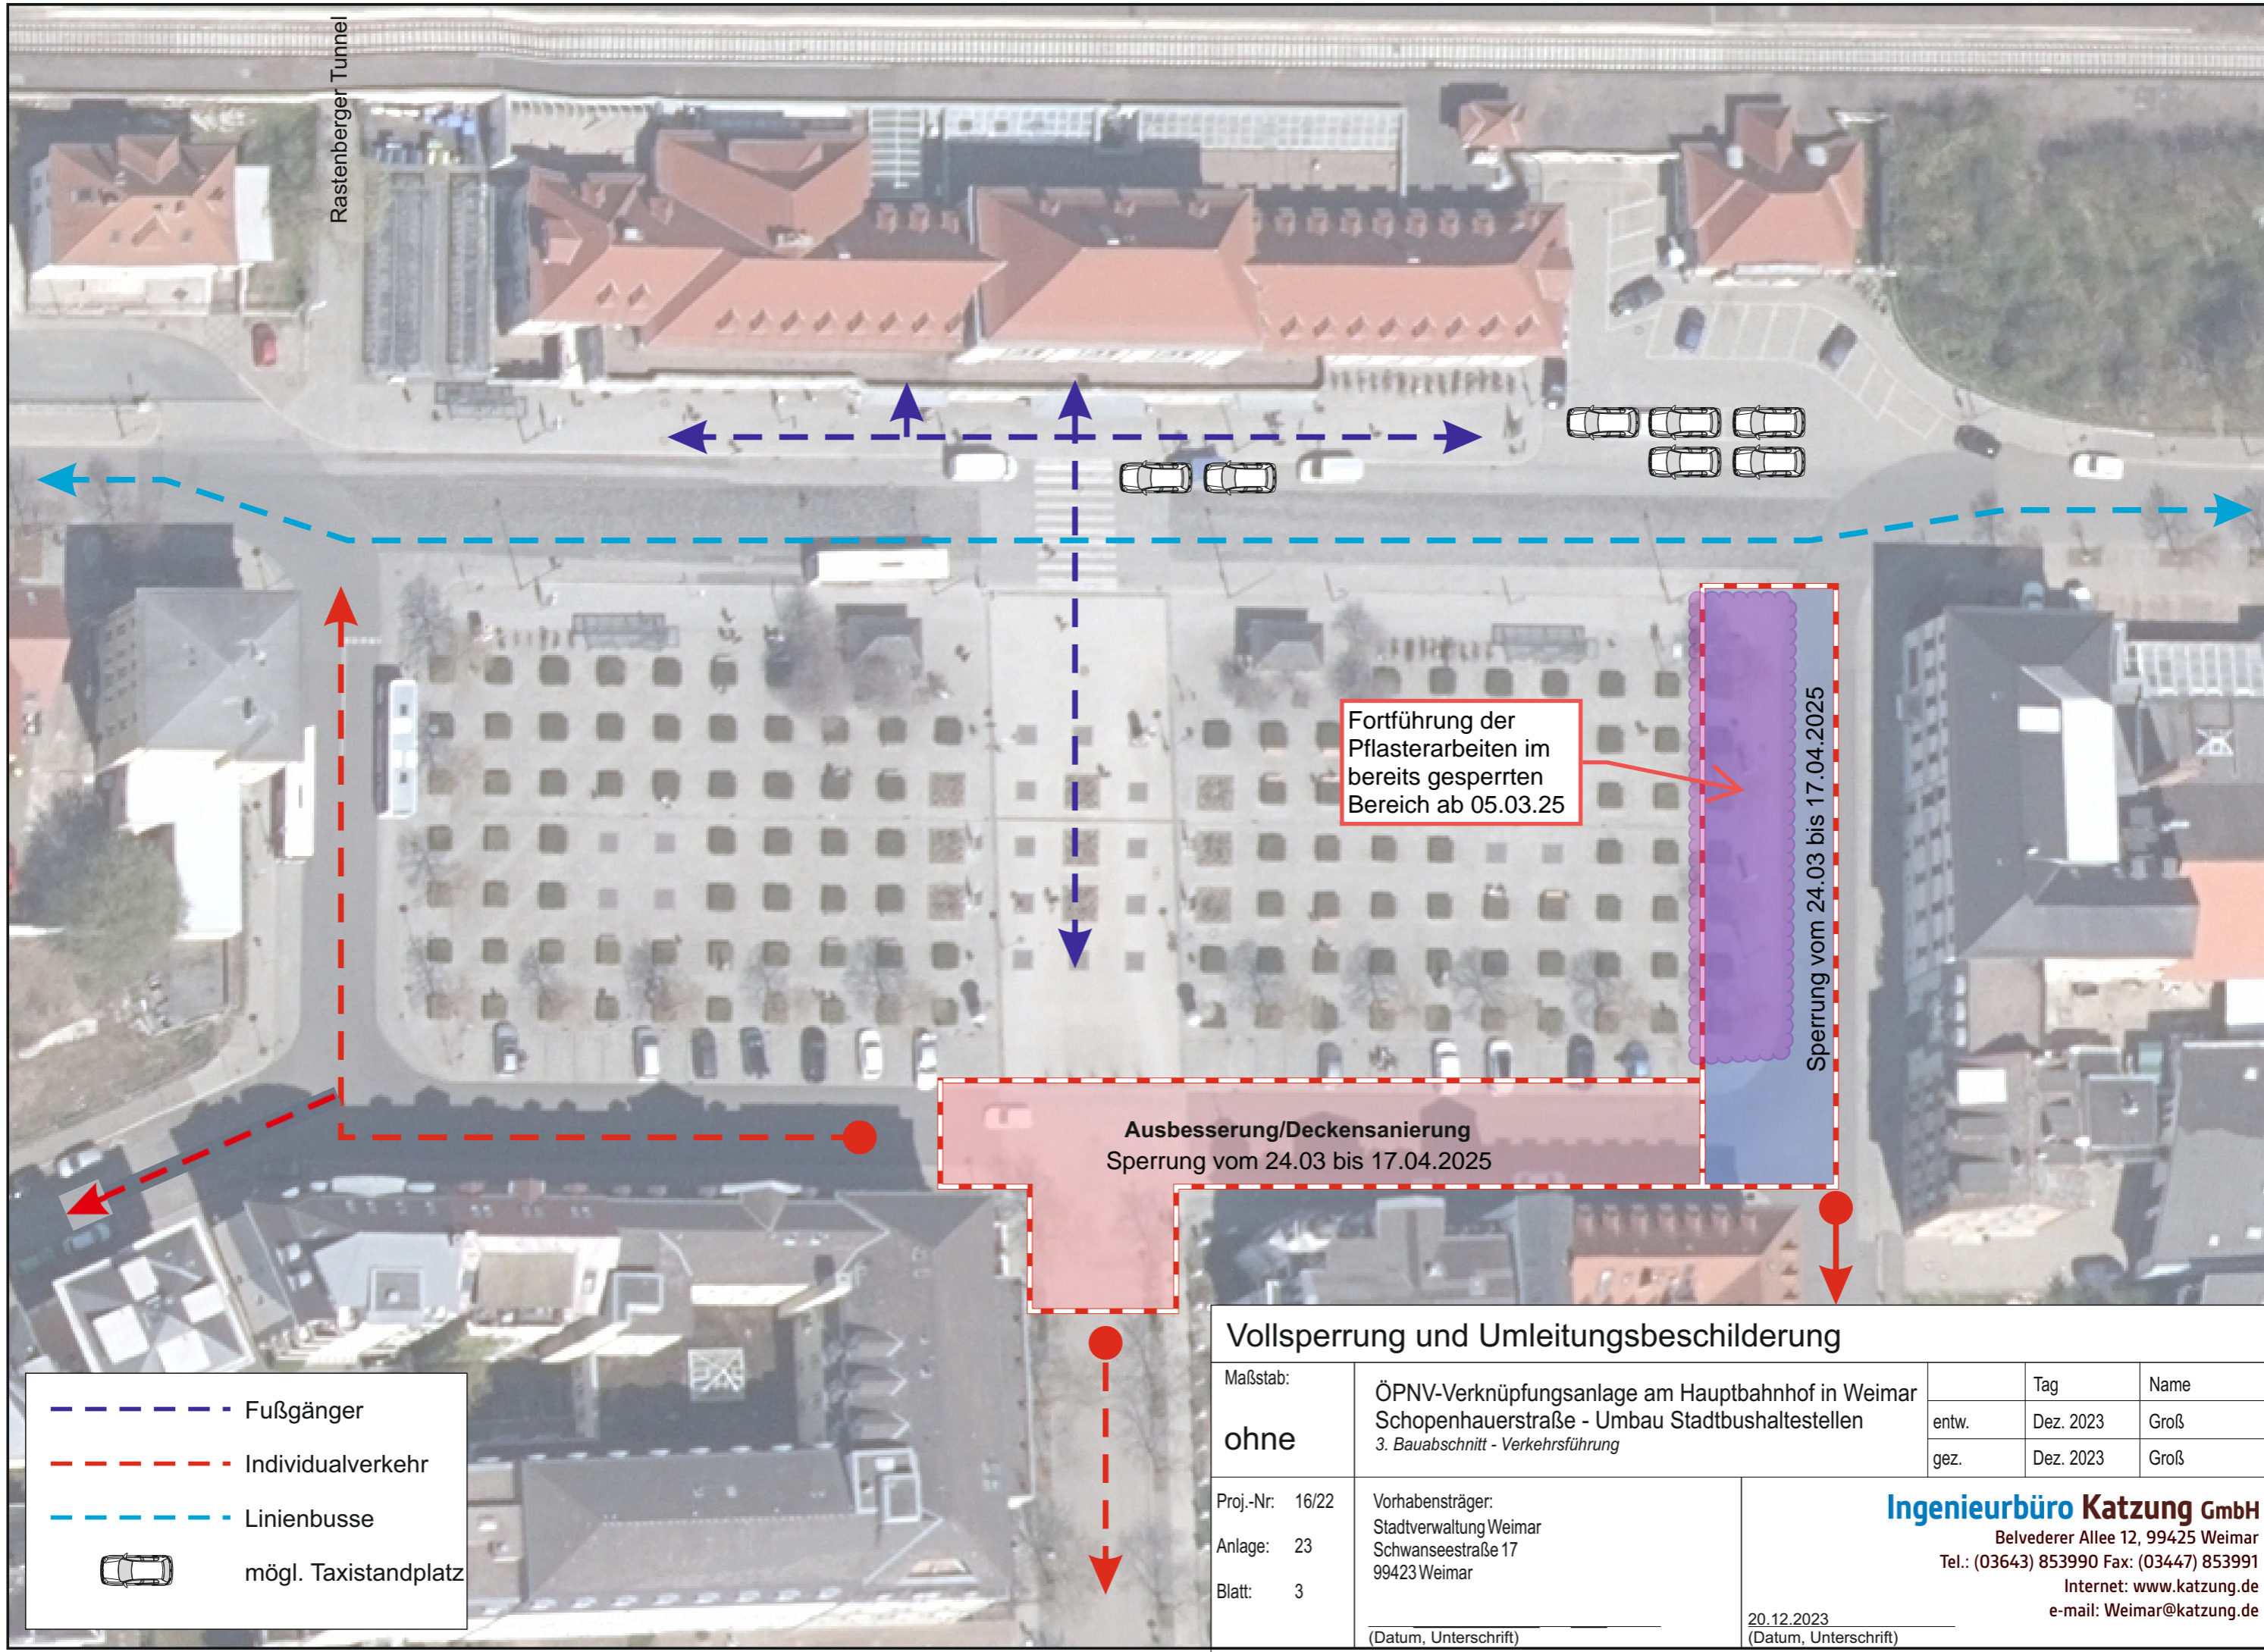 Rastenberger Tunnel
Fortführung der
Pflasterarbeiten im
bereits gesperrten
Bereich ab 05.03.25
Sperrung vom 24.03 bis 17.04.2025
Ausbesserung/Deckensanierung
Sperrung vom 24.03 bis 17.04.2025
Fußgänger
Individualverkehr
Linienbusse
mögl. Taxistandplatz
Vollsperrung und Umleitungsbeschilderung
Maßstab:
ohne
ÖPNV-Verknüpfungsanlage am Hauptbahnhof in Weimar
Schopenhauerstraße - Umbau Stadtbushaltestellen
3. Bauabschnitt - Verkehrsführung
Tag Name
entw. Dez. 2023 Groß
gez. Dez. 2023 Groß
Proj.-Nr: 16/22
Anlage: 23
Blatt: 3
Vorhabensträger:
Stadtverwaltung Weimar
Schwanseestraße 17
99423 Weimar
(Datum, Unterschrift)
Ingenieurbüro Katzung GmbH
Belvederer Allee 12, 99425 Weimar
Tel.: (03643) 853990 Fax: (03447) 853991
Internet: www.katzung.de
e-mail: Weimar@katzung.de
20.12.2023
(Datum, Unterschrift)